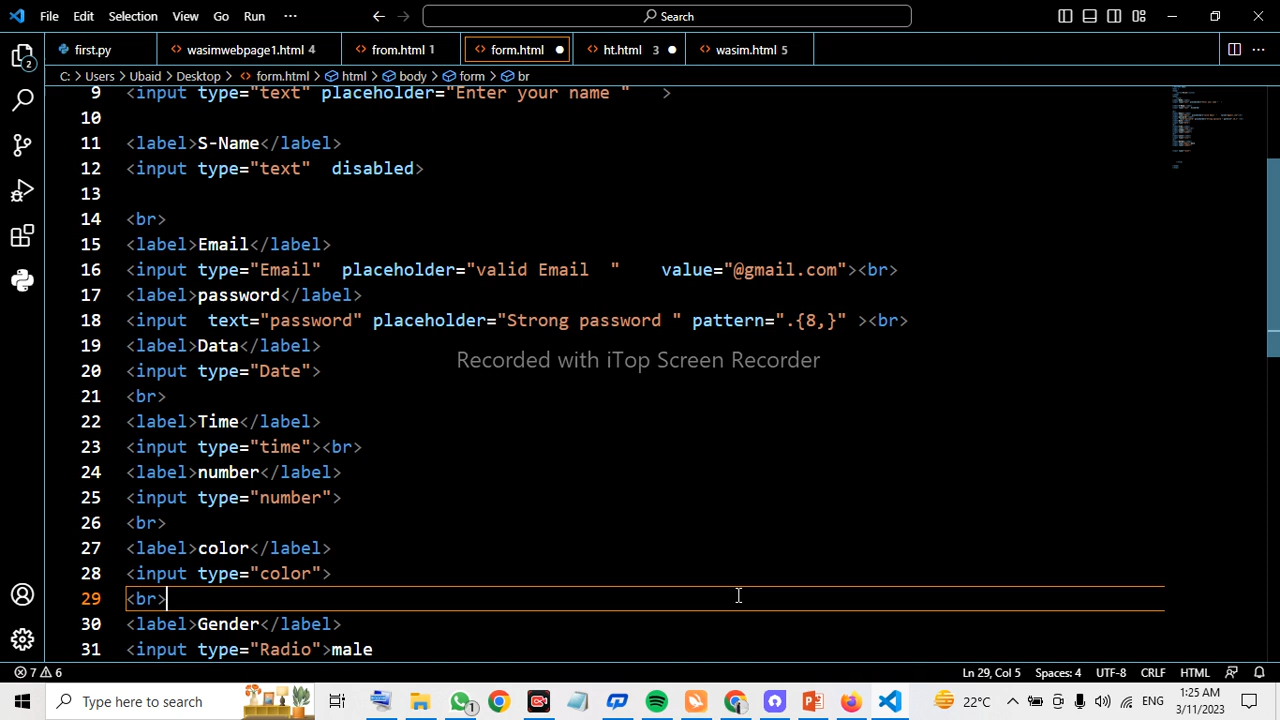 File Edit Selection View Go Run ··· Search
first.py wasimwebpage1.html 4 from.html 1 form.html ht.html 3 wasim.html 5
C: > Users > Ubaid > Desktop > form.html > html > body > form > br
9 <input type="text" placeholder="Enter your name " >
10
11 <label>S-Name</label>
12 <input type="text" disabled>
13
14 <br>
15 <label>Email</label>
16 <input type="Email" placeholder="valid Email " value="@gmail.com"><br>
17 <label>password</label>
18 <input text="password" placeholder="Strong password " pattern=".{8,}" ><br>
19 <label>Data</label>
Recorded with iTop Screen Recorder
20 <input type="Date">
21 <br>
22 <label>Time</label>
23 <input type="time"><br>
24 <label>number</label>
25 <input type="number">
26 <br>
27 <label>color</label>
28 <input type="color">
29 <br>
30 <label>Gender</label>
31 <input type="Radio">male
7 6 Ln 29, Col 5 Spaces: 4 UTF-8 CRLF HTML
Type here to search 1 22°C ENG 1:25 AM
3/11/2023
2